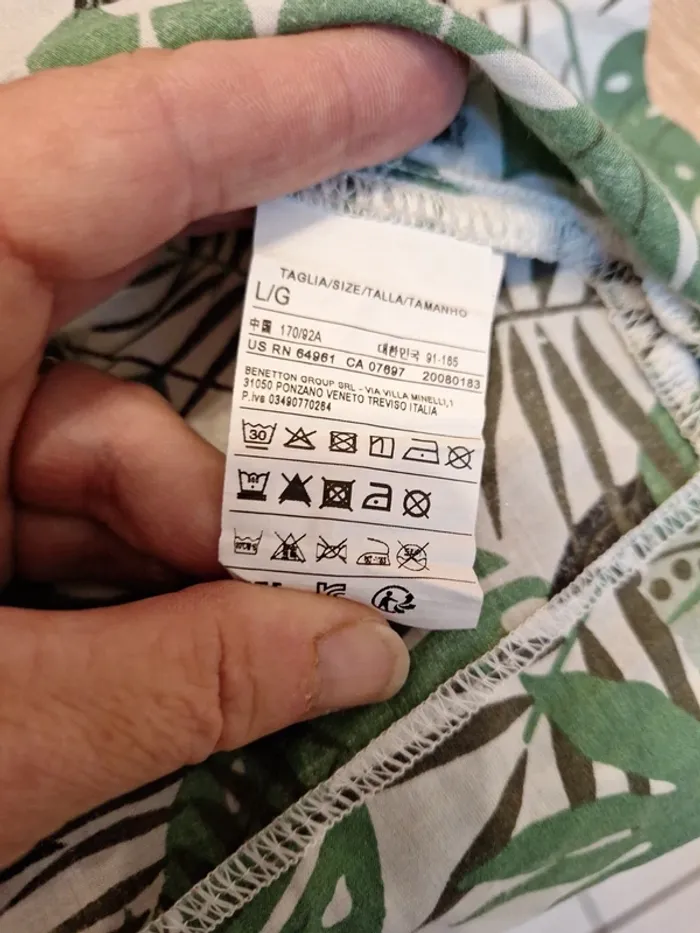 TAGLIA/SIZE/TALLA/TAMANHO
L/G
中国 170/92A 대한민국 91-165
US RN 64961 CA 07697 20080183
BENETTON GROUP SRL - VIA VILLA MINELLI,1
31050 PONZANO VENETO TREVISO ITALIA
P.iva 03490770264
30